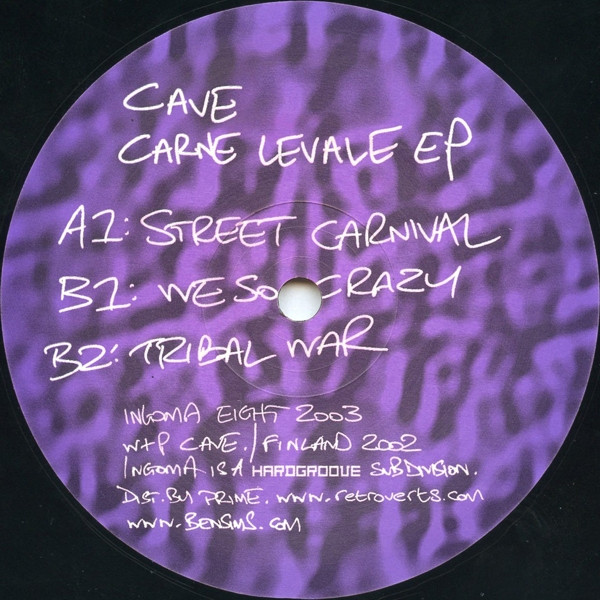 CAVE
CARNE LEVALE EP
A1: STREET CARNIVAL
B1: WE SO CRAZY
B2: TRIBAL WAR
INGOMA EIGHT 2003
W+P CAVE./FINLAND 2002
INGOMA IS A HARDGROOVE SUBDIVISION.
DIST. BY PRIME. www.retroverts.com
www.BENSIMS.COM